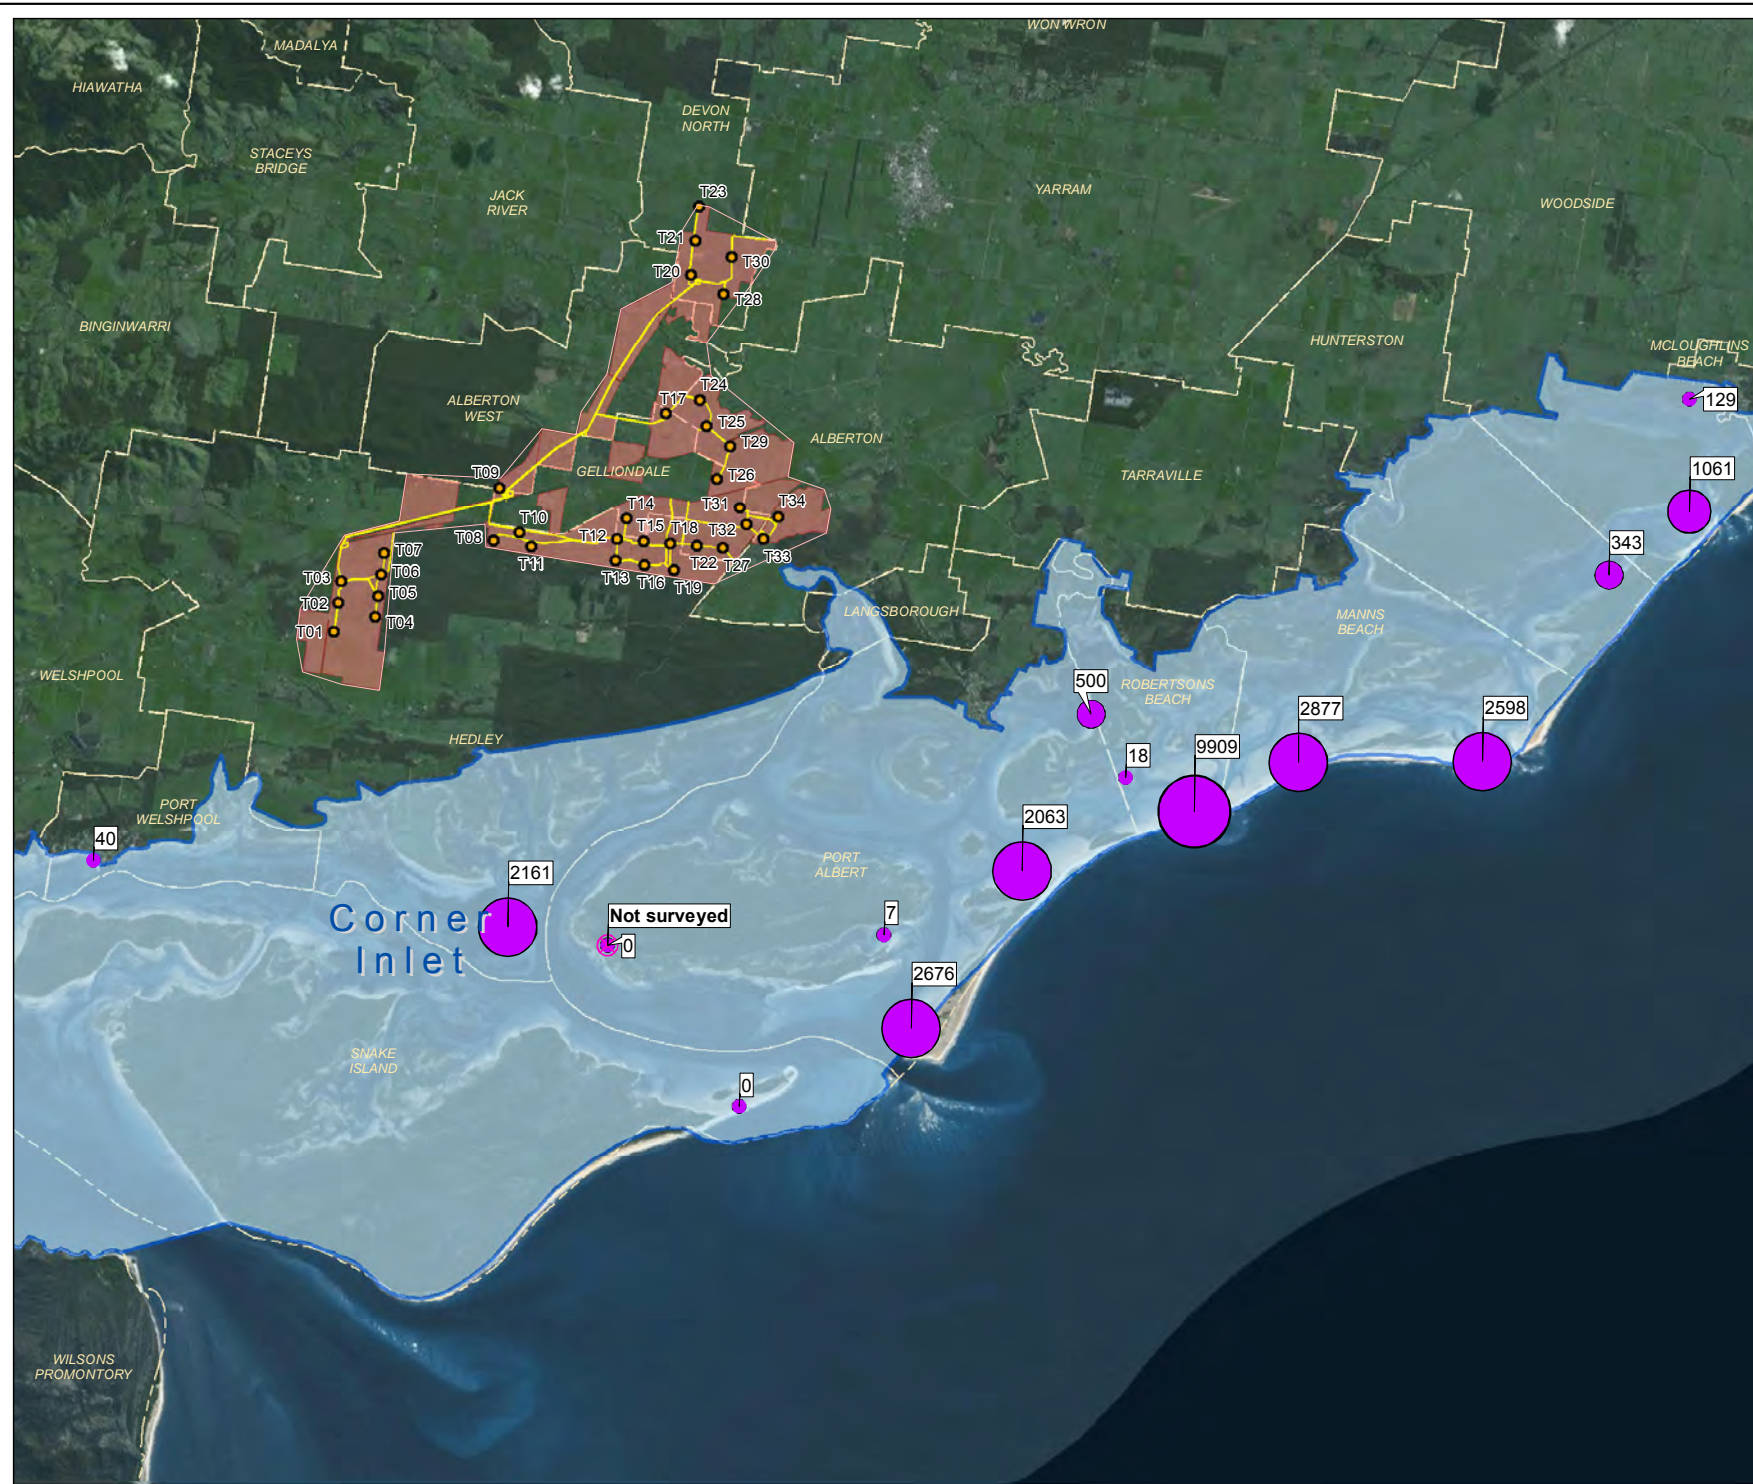 WON WRON
MADALYA
HIAWATHA
DEVON
NORTH
STACEYS
BRIDGE
JACK
RIVER
YARRAM
WOODSIDE
T23
T21
T20
T30
T28
BINGINWARRI
HUNTERSTON
MCLOUGHLINS
BEACH
129
ALBERTON
WEST
T24
T17
T25
T29
ALBERTON
GELLIONDALE
T26
TARRAVILLE
1061
T09
T31
T34
T14
T10
T15
T18
T32
T12
T08
T11
T22
T27
T33
T13
T16
T19
T07
T06
T03
T05
T02
T04
T01
343
LANGSBOROUGH
MANNS
BEACH
WELSHPOOL
500
ROBERTSONS
BEACH
2877
2598
HEDLEY
18
9909
PORT
WELSHPOOL
40
2063
PORT
ALBERT
2161
Corner
Inlet
Not surveyed
0
7
2676
SNAKE
ISLAND
0
WILSONS
PROMONTORY